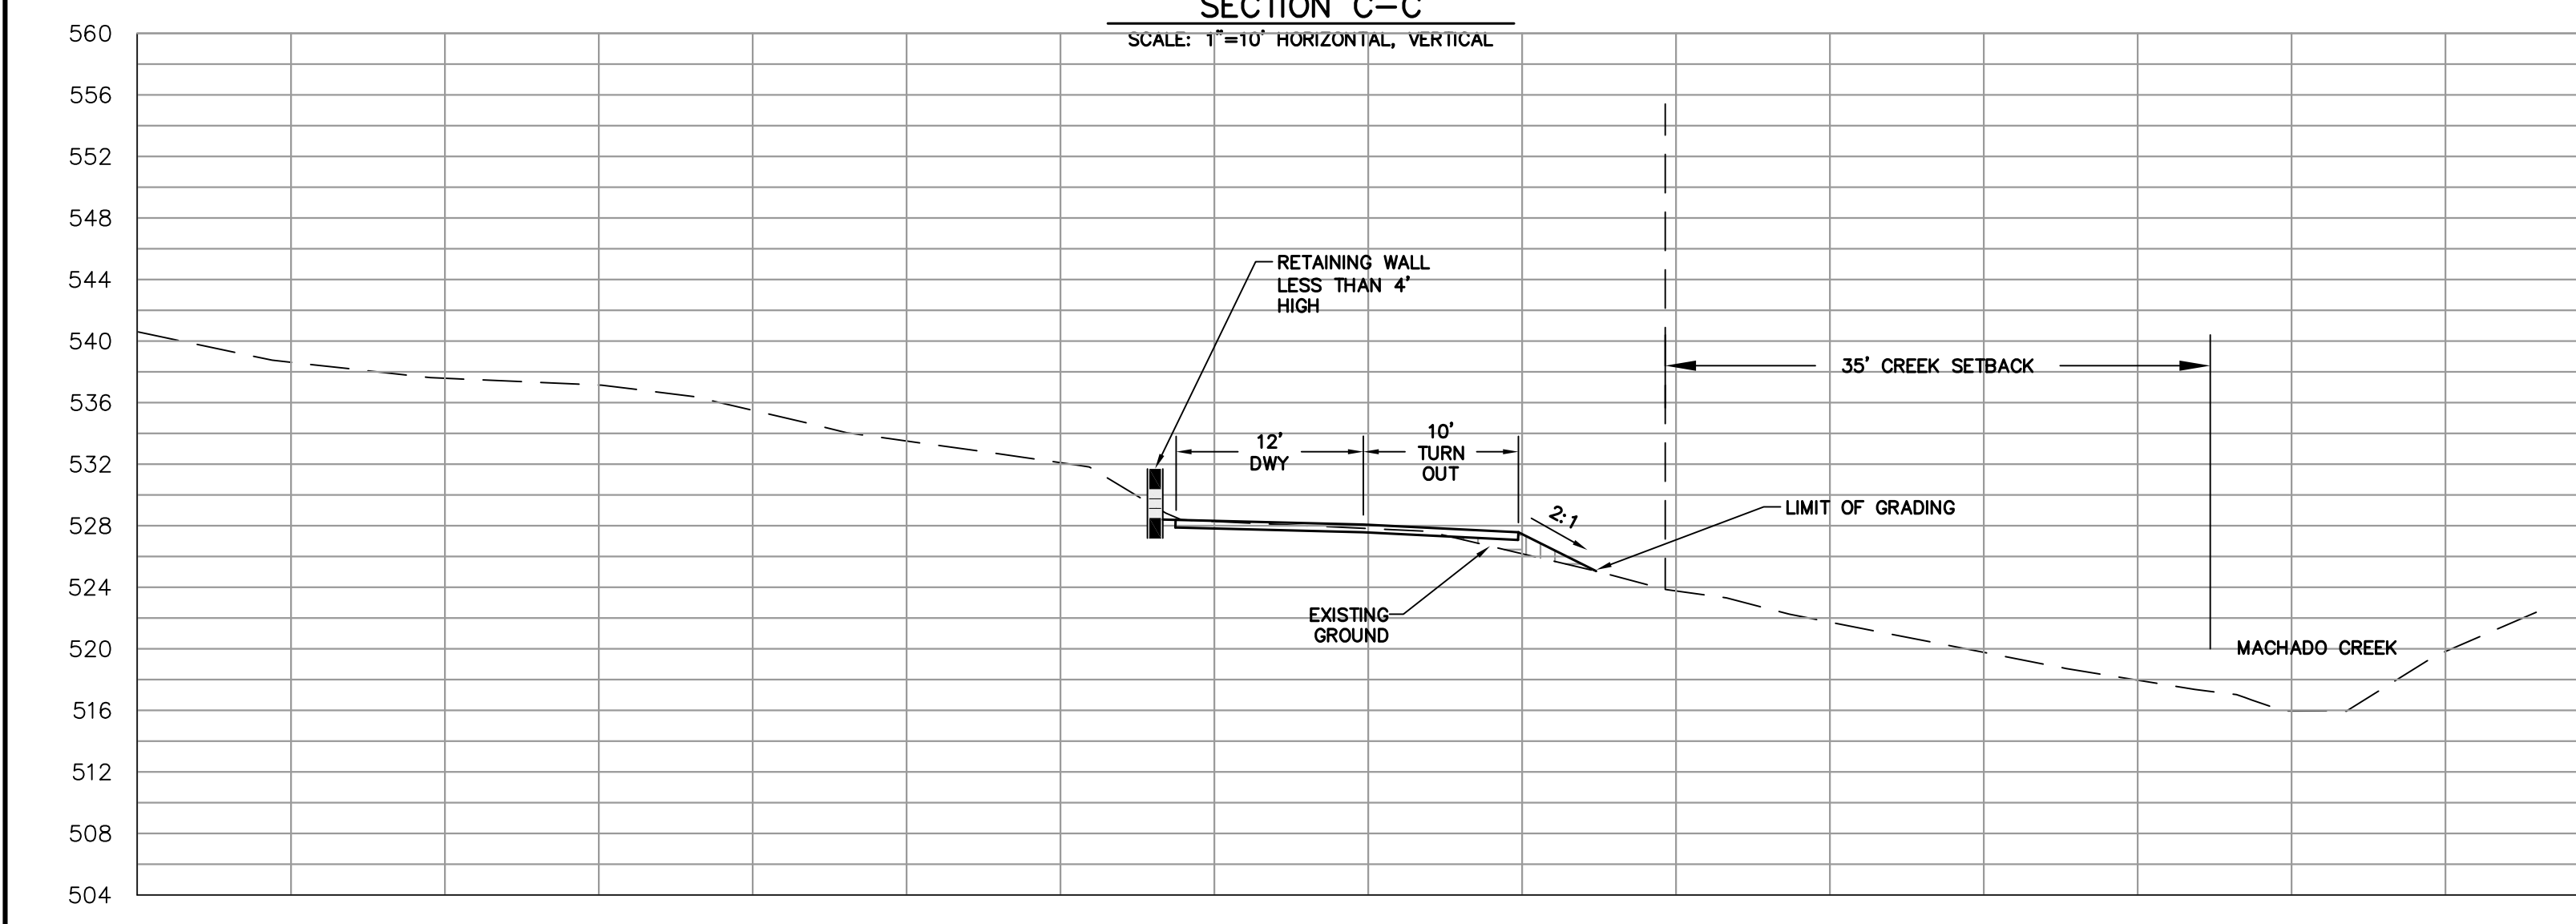 SECTION C-C
SCALE: 1"=10' HORIZONTAL, VERTICAL
560
556
552
548
544
540
536
532
528
524
520
516
512
508
504
RETAINING WALL
LESS THAN 4'
HIGH
12'
DWY
10'
TURN
OUT
2:1
35' CREEK SETBACK
LIMIT OF GRADING
EXISTING
GROUND
MACHADO CREEK